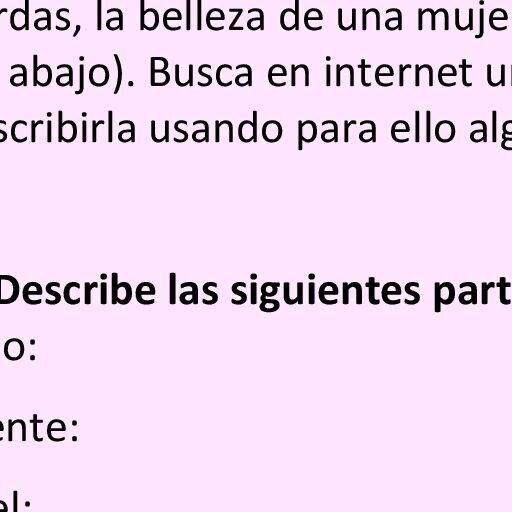 rdas, la belleza de una muje
abajo). Busca en internet u
scribirla usando para ello alg
Describe las siguientes part
o:
ente:
el: